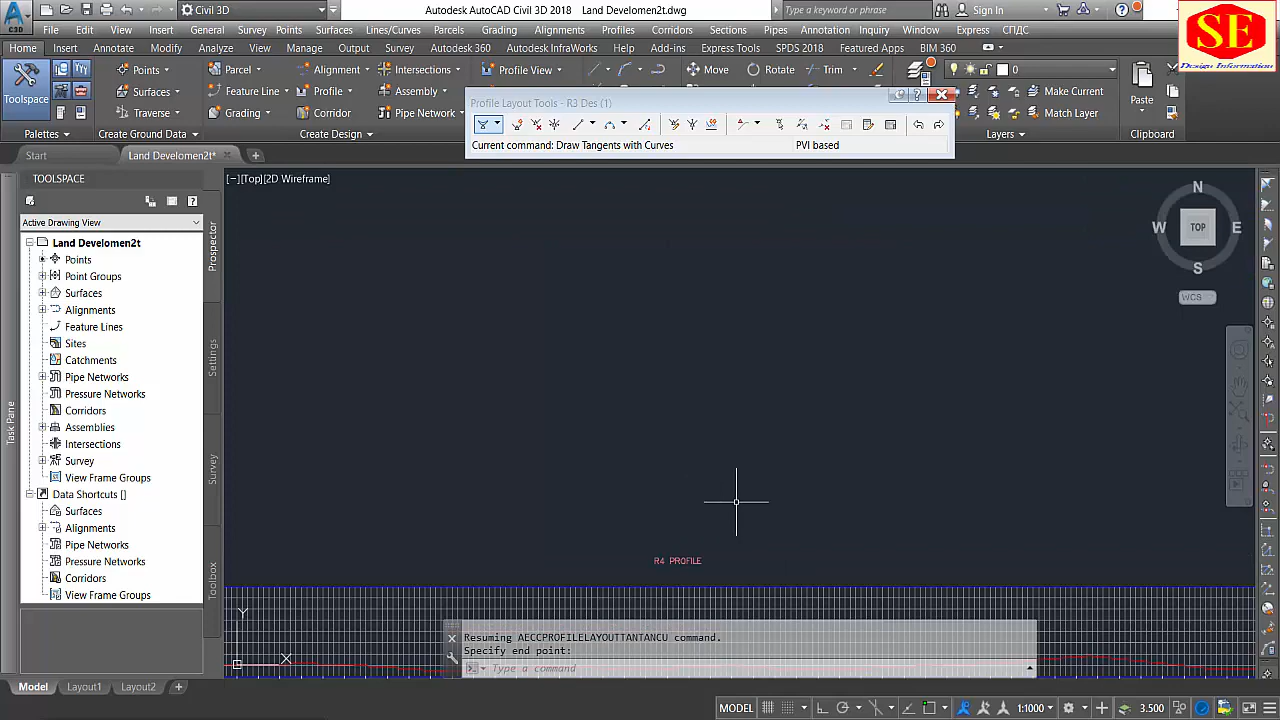 Civil 3D
Autodesk AutoCAD Civil 3D 2018 Land Developmen2t.dwg
Type a keyword or phrase
Sign In
SE
Design Information
File Edit View Insert General Survey Points Surfaces Lines/Curves Parcels Grading Alignments Profiles Corridors Sections Pipes Annotation Inquiry Window Express СПДС
Home Insert Annotate Modify Analyze View Manage Output Survey Autodesk 360 Autodesk InfraWorks Help Add-ins Express Tools SPDS 2018 Featured Apps BIM 360
Points Parcel Alignment Intersections Move Rotate Trim 0
Toolspace Surfaces Feature Line Profile Assembly Paste Make Current
Traverse Grading Corridor Pipe Network Match Layer
Palettes Create Ground Data Create Design Layers
Profile Layout Tools - R3 Des (1)
Current command: Draw Tangents with Curves PVI based
Start Land Developmen2t*
TOOLSPACE
[−][Top][2D Wireframe]
Active Drawing View
Land Developmen2t
Points
Point Groups
Surfaces
Alignments
Feature Lines
Sites
Catchments
Pipe Networks
Pressure Networks
Corridors
Assemblies
Intersections
Survey
View Frame Groups
Data Shortcuts []
Surfaces
Alignments
Pipe Networks
Pressure Networks
Corridors
View Frame Groups
Prospector
Settings
Survey
Toolbox
Task Pane
N
W TOP E
S
WCS
R4 PROFILE
Y
X
Resuming AECCPROFILELAYOUTTANTANCU command.
Specify end point:
Type a command
Model Layout1 Layout2
MODEL 1:1000 3.500